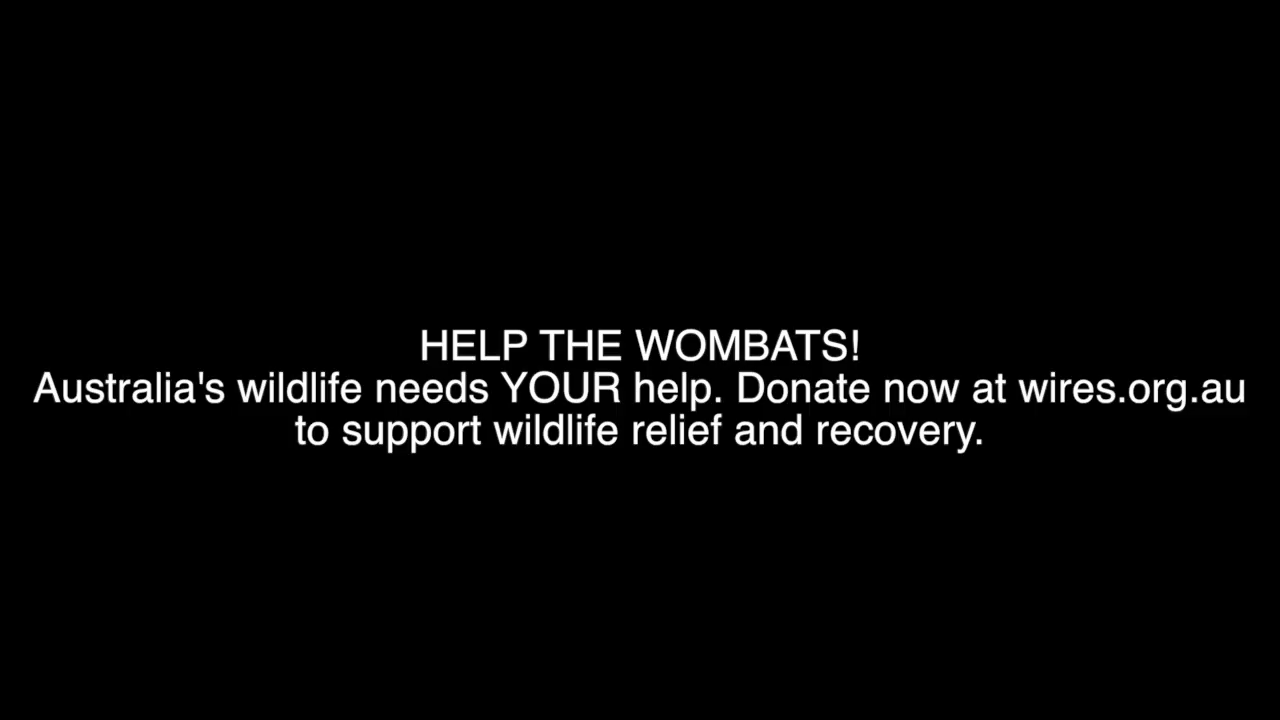 HELP THE WOMBATS!
Australia's wildlife needs YOUR help. Donate now at wires.org.au
to support wildlife relief and recovery.